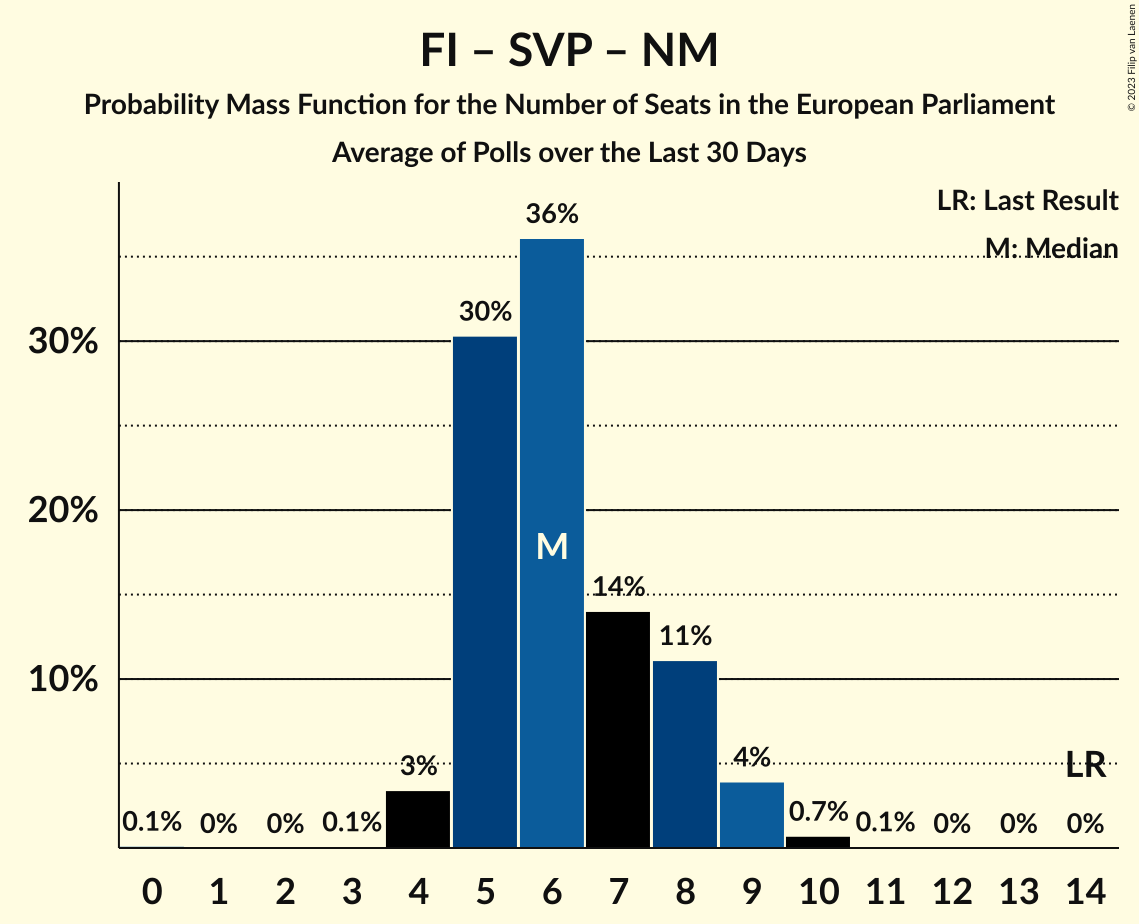 FI – SVP – NM
Probability Mass Function for the Number of Seats in the European Parliament
Average of Polls over the Last 30 Days
© 2023 Filip van Laenen
LR: Last Result
M: Median
36%
30%
30%
20%
M
14%
11%
10%
3%
4%
LR
0.1%
0%
0%
0.1%
0.7%
0.1%
0%
0%
0%
0 1 2 3 4 5 6 7 8 9 10 11 12 13 14